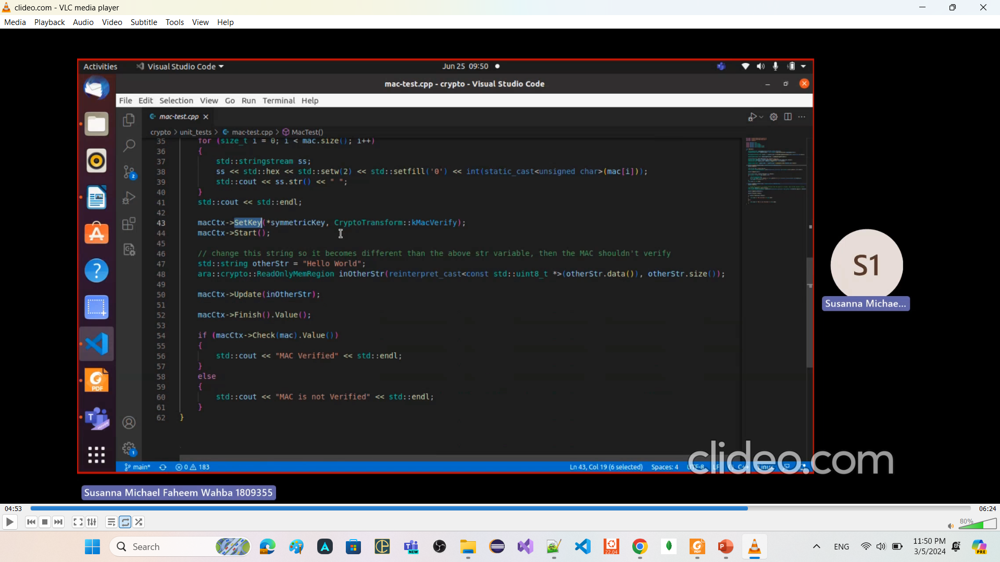 clideo.com - VLC media player
Media Playback Audio Video Subtitle Tools View Help
Activities Visual Studio Code Jun 25 09:50
mac-test.cpp - crypto - Visual Studio Code
File Edit Selection View Go Run Terminal Help
mac-test.cpp
crypto > unit_tests > mac-test.cpp > MacTest()
35 for (size_t i = 0; i < mac.size(); i++)
36 {
37 std::stringstream ss;
38 ss << std::hex << std::setw(2) << std::setfill('0') << int(static_cast<unsigned char>(mac[i]));
39 std::cout << ss.str() << " ";
40 }
41 std::cout << std::endl;
42
43 macCtx->SetKey(*symmetricKey, CryptoTransform::kMacVerify);
44 macCtx->Start();
45
46 // change this string so it becomes different than the above str variable, then the MAC shouldn't verify
47 std::string otherStr = "Hello World";
48 ara::crypto::ReadOnlyMemRegion inOtherStr(reinterpret_cast<const std::uint8_t *>(otherStr.data()), otherStr.size());
49
50 macCtx->Update(inOtherStr);
51
52 macCtx->Finish().Value();
53
54 if (macCtx->Check(mac).Value())
55 {
56 std::cout << "MAC Verified" << std::endl;
57 }
58 else
59 {
60 std::cout << "MAC is not Verified" << std::endl;
61 }
62 }
S1
Susanna Michae...
2
1
PDF
main* 0 183 Ln 43, Col 19 (6 selected) Spaces: 4 UTF-8 LF C++ Linux
clideo.com
Susanna Michael Faheem Wahba 1809355
04:53 06:24
80%
Search NEW 22.04 PDF ENG 11:50 PM
3/5/2024 PRE